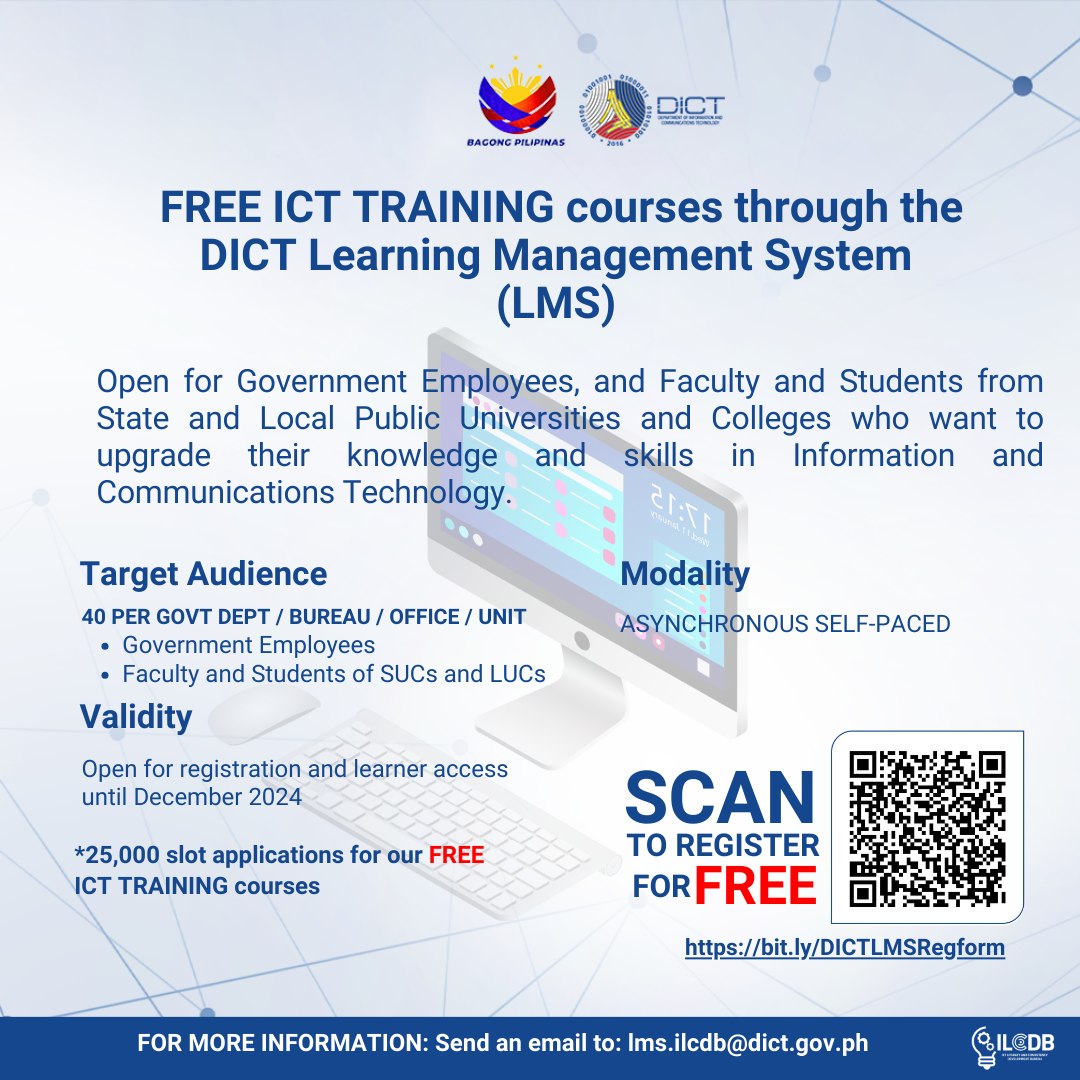 BAGONG PILIPINAS
DICT
DEPARTMENT OF INFORMATION AND
COMMUNICATIONS TECHNOLOGY
2016
FREE ICT TRAINING courses through the
DICT Learning Management System
(LMS)
Open for Government Employees, and Faculty and Students from
State and Local Public Universities and Colleges who want to
upgrade their knowledge and skills in Information and
Communications Technology.
17:15
Target Audience
40 PER GOVT DEPT / BUREAU / OFFICE / UNIT
• Government Employees
• Faculty and Students of SUCs and LUCs
Modality
ASYNCHRONOUS SELF-PACED
Validity
Open for registration and learner access
until December 2024
*25,000 slot applications for our FREE
ICT TRAINING courses
SCAN
TO REGISTER
FOR FREE
https://bit.ly/DICTLMSRegform
FOR MORE INFORMATION: Send an email to: lms.ilcdb@dict.gov.ph
ILCDB